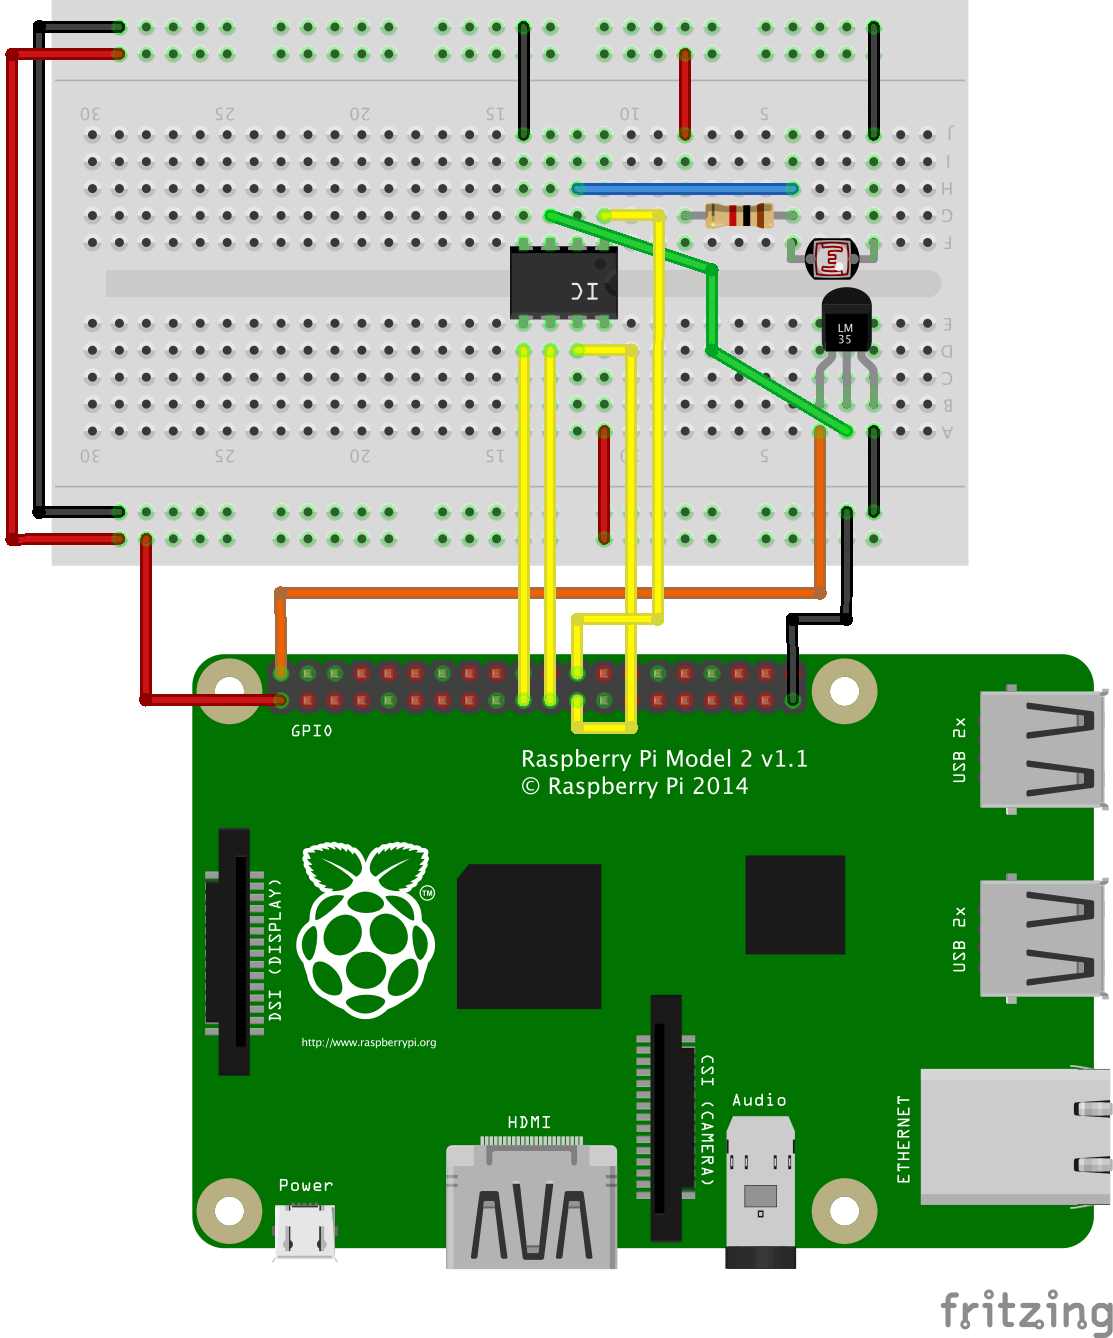 30 25 20 15 10 5
J
I
H
G
F
IC
E
LM
35
D
C
B
A
30 25 20 15 10 5
GPIO
Raspberry Pi Model 2 v1.1
© Raspberry Pi 2014
USB 2x
TM
DSI (DISPLAY)
USB 2x
http://www.raspberrypi.org
CSI (CAMERA)
Audio
ETHERNET
HDMI
Power
fritzing